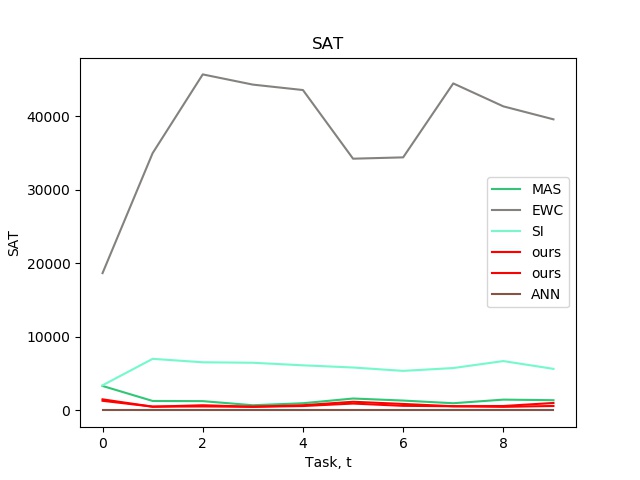 SAT
40000
30000
20000
10000
0
SAT
MAS
EWC
SI
ours
ours
ANN
0 2 4 6 8
Task, t